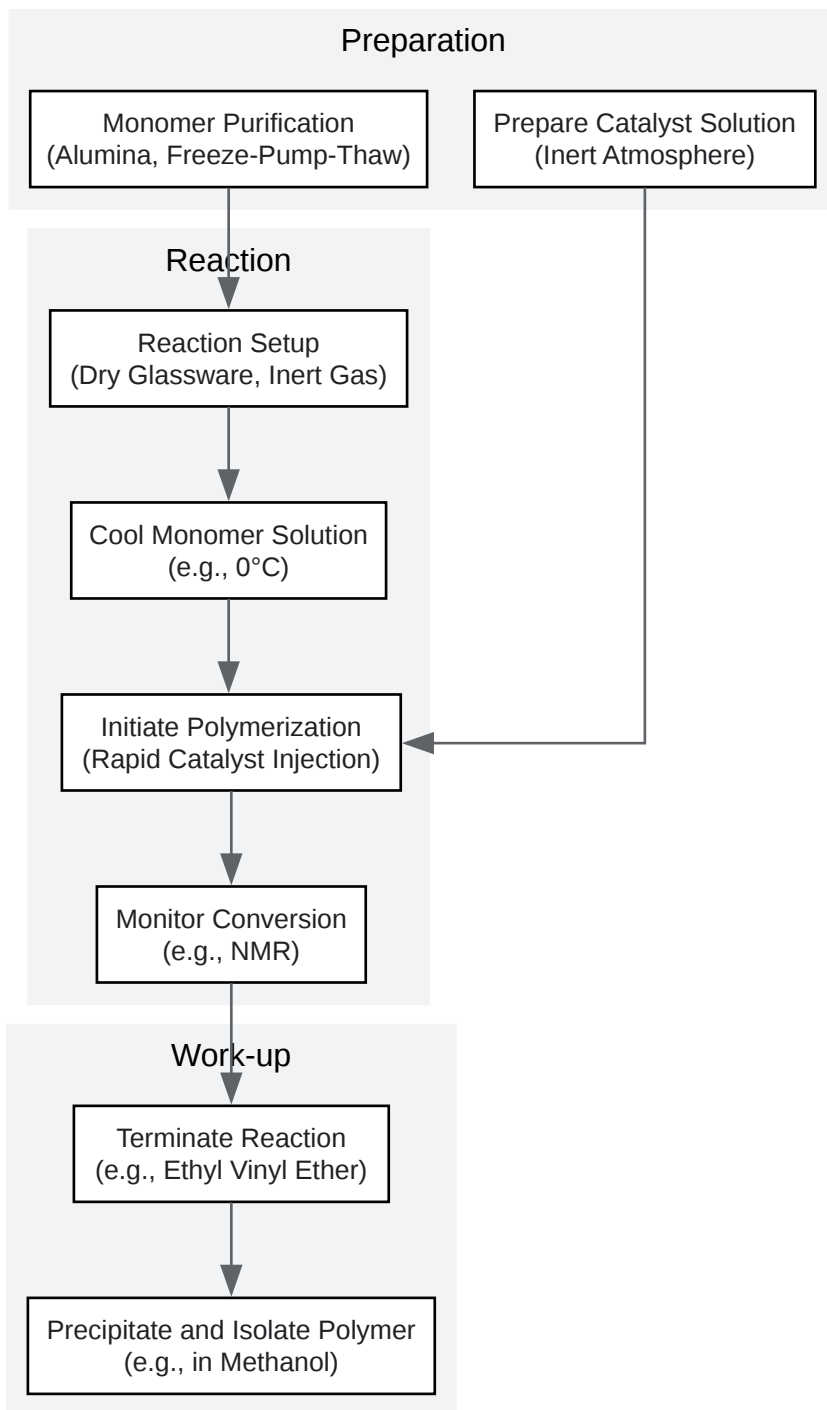 Preparation
Monomer Purification
(Alumina, Freeze-Pump-Thaw)
Prepare Catalyst Solution
(Inert Atmosphere)
Reaction
Reaction Setup
(Dry Glassware, Inert Gas)
Cool Monomer Solution
(e.g., 0°C)
Initiate Polymerization
(Rapid Catalyst Injection)
Monitor Conversion
(e.g., NMR)
Work-up
Terminate Reaction
(e.g., Ethyl Vinyl Ether)
Precipitate and Isolate Polymer
(e.g., in Methanol)